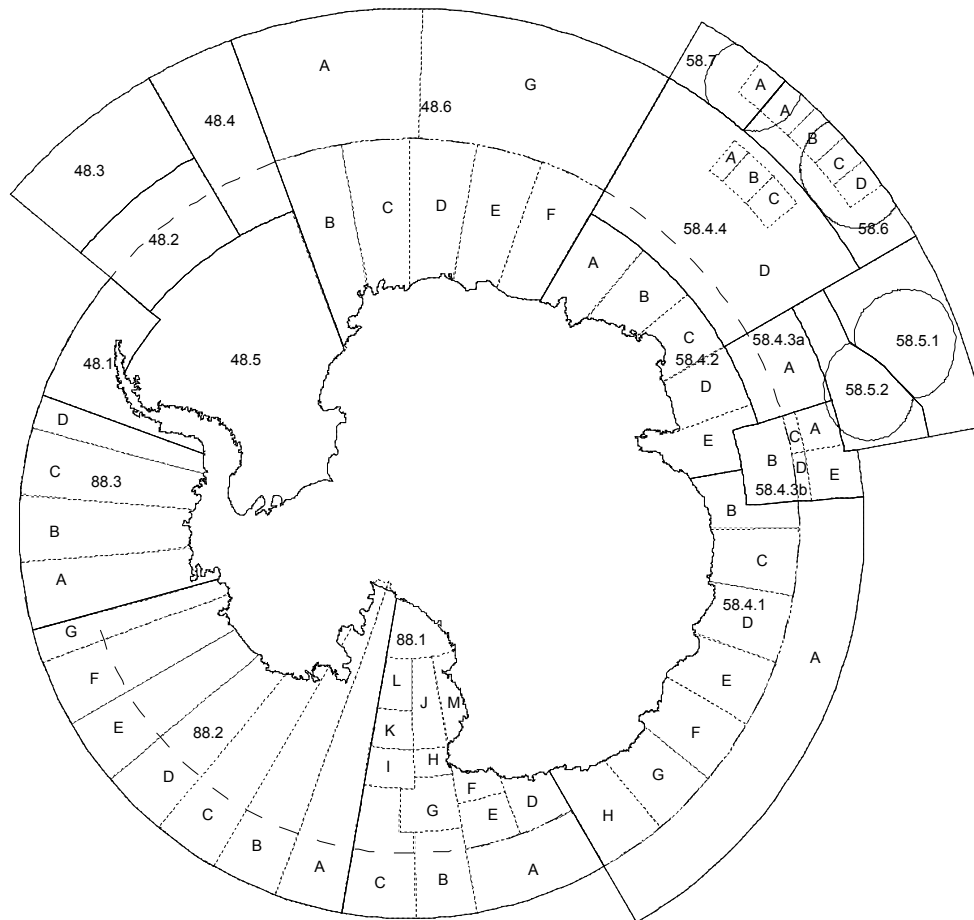 58.7
A
G
A
A
48.6
48.4
B
48.3
A
C
B
D
C
B
C
D
E
F
58.4.4
58.6
48.2
A
D
B
C
58.4.3a
58.5.1
48.1
48.5
58.4.2
A
D
58.5.2
D
A
C
E
B
D
E
C
88.3
58.4.3b
B
B
C
A
58.4.1
D
G
88.1
A
F
L
J
M
E
E
88.2
K
F
H
I
D
F
G
D
C
G
E
H
B
A
C
B
A